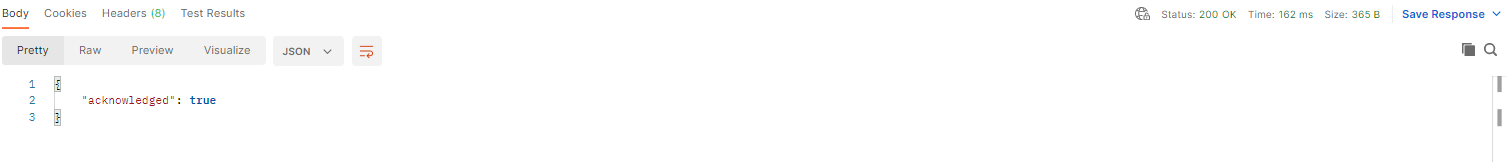 Body Cookies Headers (8) Test Results Status: 200 OK Time: 162 ms Size: 365 B Save Response
Pretty Raw Preview Visualize JSON
1 {
2 "acknowledged": true
3 }